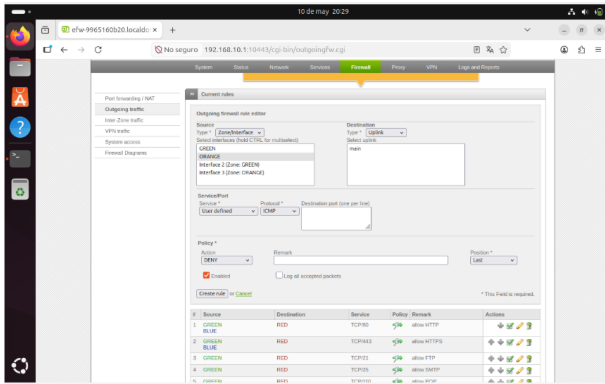 10 de may 20:29
efw-9965160b20.localdo
No seguro 192.168.10.1:10443/cgi-bin/outgoingfw.cgi
System Status Network Services Firewall Proxy VPN Logs and Reports
Port forwarding / NAT
Outgoing traffic
Inter-Zone traffic
VPN traffic
System access
Firewall Diagrams
Current rules
Outgoing firewall rule editor
Source Destination
Type * Zone/Interface Type * Uplink
Select interfaces (hold CTRL for multiselect) Select uplink
GREEN main
ORANGE
Interface 2 (Zone: GREEN)
Interface 3 (Zone: ORANGE)
Service/Port
Service * Protocol * Destination port (one per line)
User defined ICMP
Policy *
Action Remark Position *
DENY Last
Enabled Log all accepted packets
Create rule or Cancel * This Field is required.
# Source Destination Service Policy Remark Actions
1 GREEN RED TCP/80 allow HTTP
BLUE
2 GREEN RED TCP/443 allow HTTPS
BLUE
3 GREEN RED TCP/21 allow FTP
4 GREEN RED TCP/25 allow SMTP
5 GREEN RED TCP/110 allow POP